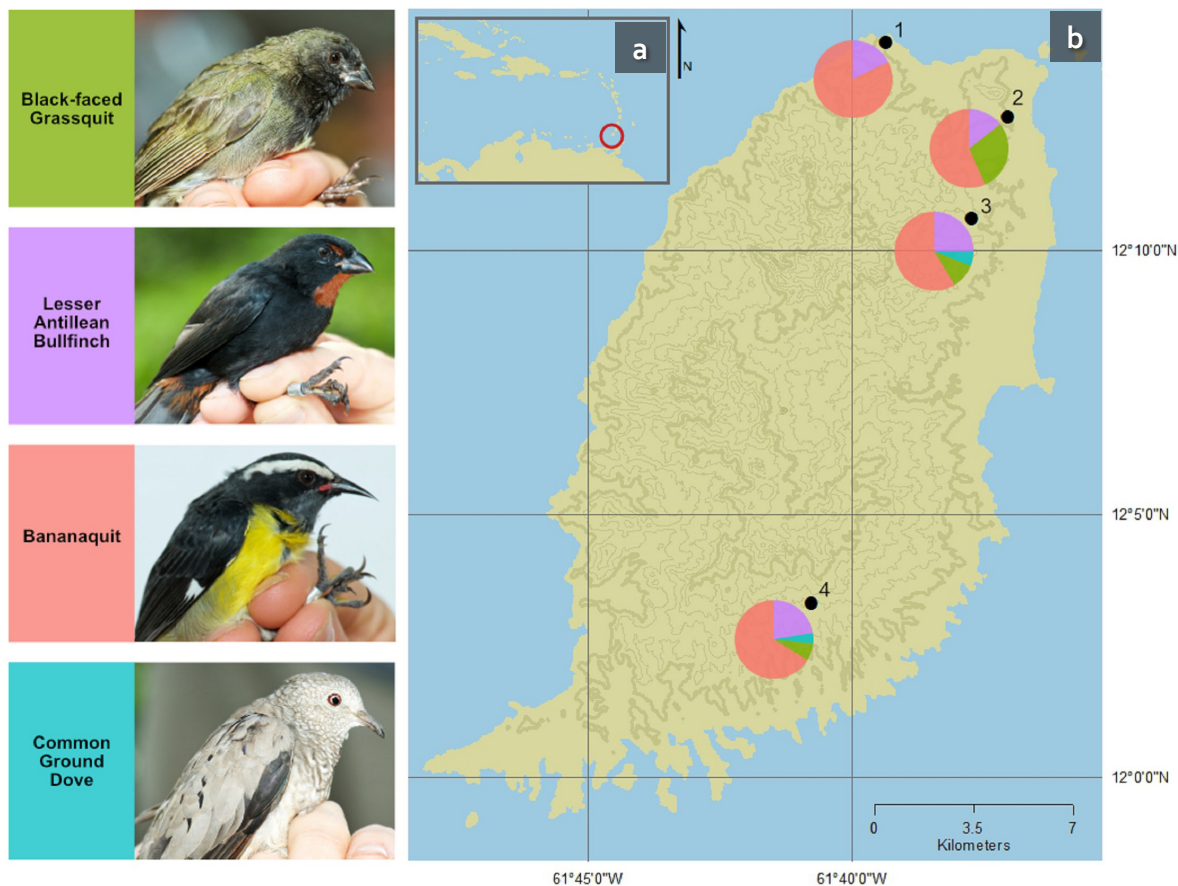 Black-faced
Grassquit
Lesser
Antillean
Bullfinch
Bananaquit
Common
Ground
Dove
a
N
b
1
2
3
4
12°10'0"N
12°5'0"N
12°0'0"N
0
3.5
7
Kilometers
61°45'0"W
61°40'0"W